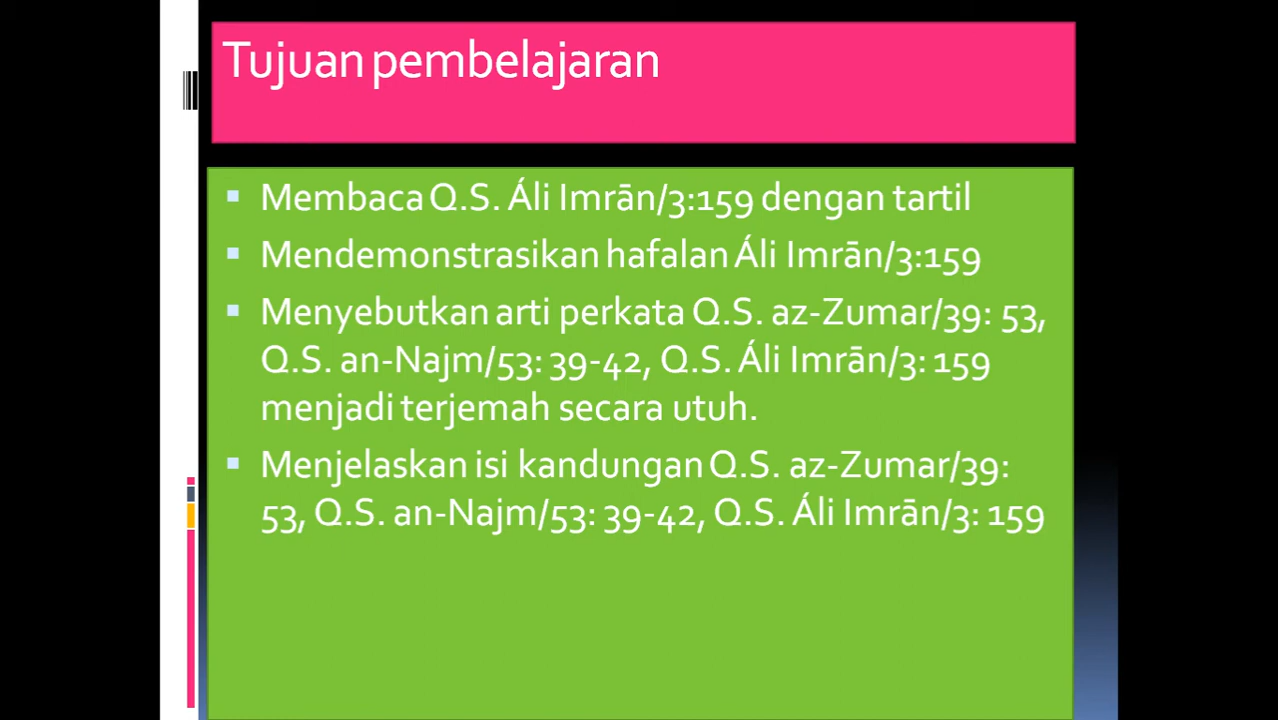 Tujuan pembelajaran
▪ Membaca Q.S. Áli Imrān/3:159 dengan tartil
▪ Mendemonstrasikan hafalan Áli Imrān/3:159
▪ Menyebutkan arti perkata Q.S. az-Zumar/39: 53,
Q.S. an-Najm/53: 39-42, Q.S. Áli Imrān/3: 159
menjadi terjemah secara utuh.
▪ Menjelaskan isi kandungan Q.S. az-Zumar/39:
53, Q.S. an-Najm/53: 39-42, Q.S. Áli Imrān/3: 159